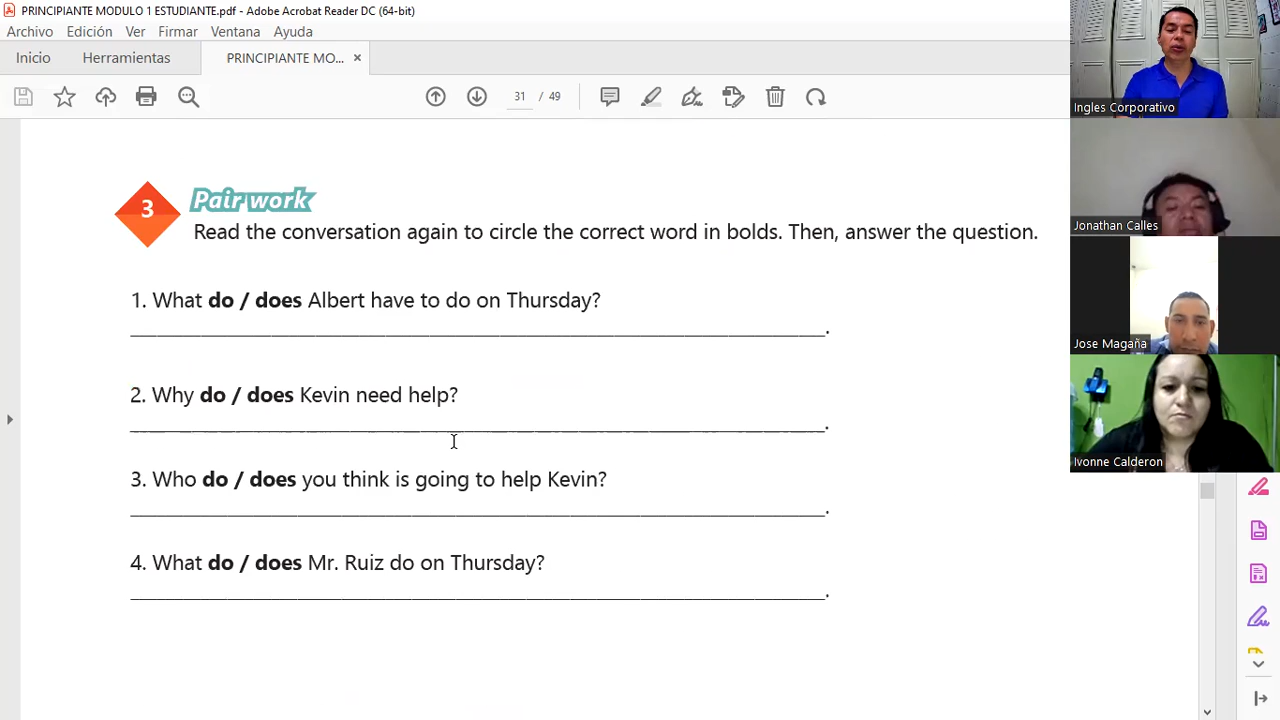 PRINCIPIANTE MODULO 1 ESTUDIANTE.pdf - Adobe Acrobat Reader DC (64-bit)
Archivo Edición Ver Firmar Ventana Ayuda
Inicio Herramientas PRINCIPIANTE MO... ×
31 / 49
3 Pair work
Read the conversation again to circle the correct word in bolds. Then, answer the question.
1. What do / does Albert have to do on Thursday?
.
2. Why do / does Kevin need help?
.
3. Who do / does you think is going to help Kevin?
.
4. What do / does Mr. Ruiz do on Thursday?
.
Ingles Corporativo
Jonathan Calles
Jose Magaña
Ivonne Calderon